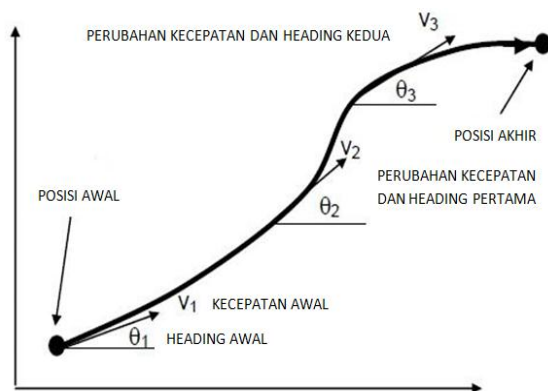 PERUBAHAN KECEPATAN DAN HEADING KEDUA
V3
θ3
POSISI AKHIR
V2
PERUBAHAN KECEPATAN
DAN HEADING PERTAMA
POSISI AWAL
θ2
V1 KECEPATAN AWAL
θ1 HEADING AWAL